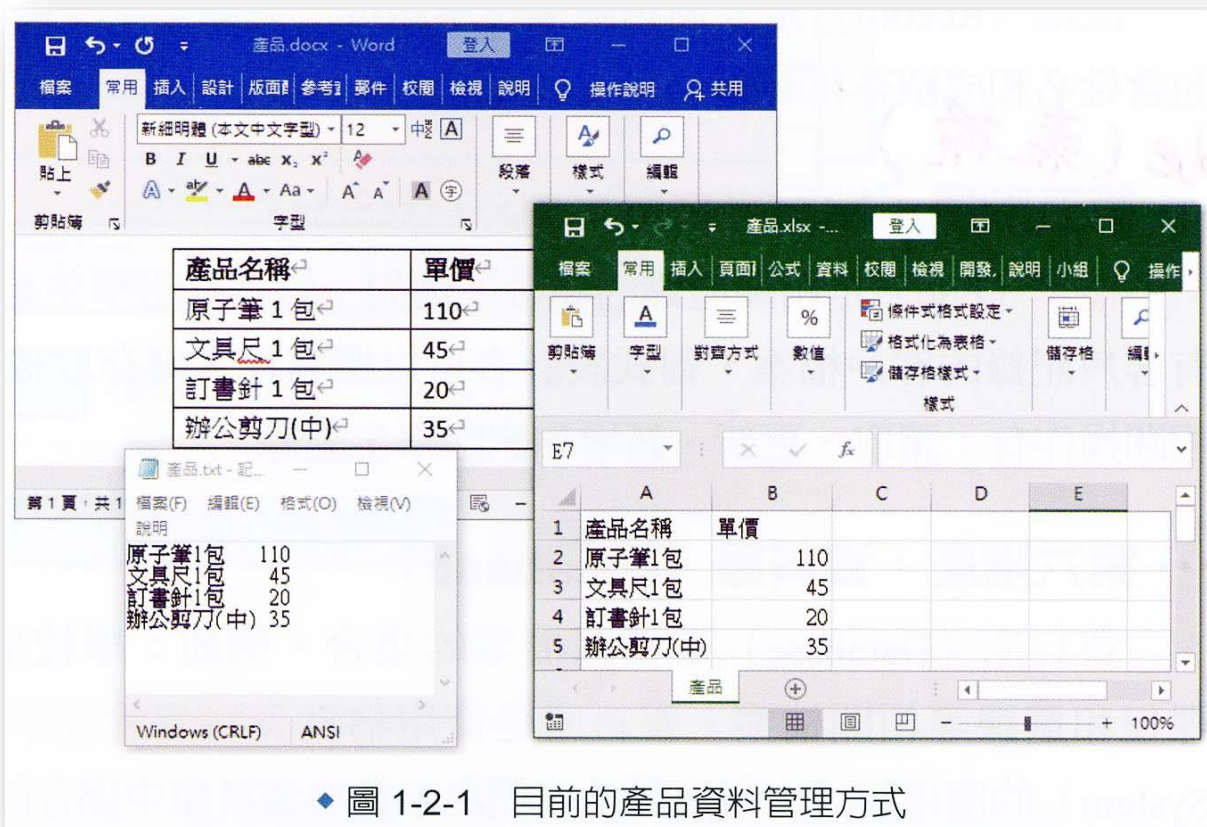 產品.docx - Word 登入
檔案 常用 插入 設計 版面配 參考資 郵件 校閱 檢視 說明 操作說明 共用
新細明體 (本文中文字型) 12
B I U abc x₂ x²
貼上
A A Aa A A A 字
段落 樣式 編輯
剪貼簿 字型
產品名稱 單價
原子筆 1 包 110
文具尺 1 包 45
訂書針 1 包 20
辦公剪刀(中) 35
第 1 頁，共 1
產品.txt - 記...
檔案(F) 編輯(E) 格式(O) 檢視(V)
說明
原子筆1包 110
文具尺1包 45
訂書針1包 20
辦公剪刀(中) 35
Windows (CRLF) ANSI
產品.xlsx -... 登入
檔案 常用 插入 頁面 公式 資料 校閱 檢視 開發. 說明 小組 操作
剪貼簿 字型 對齊方式 % 數值
條件式格式設定
格式化為表格
儲存格樣式
樣式
儲存格 編
E7 fx
A B C D E
1 產品名稱 單價
2 原子筆1包 110
3 文具尺1包 45
4 訂書針1包 20
5 辦公剪刀(中) 35
產品
100%
圖 1-2-1 目前的產品資料管理方式